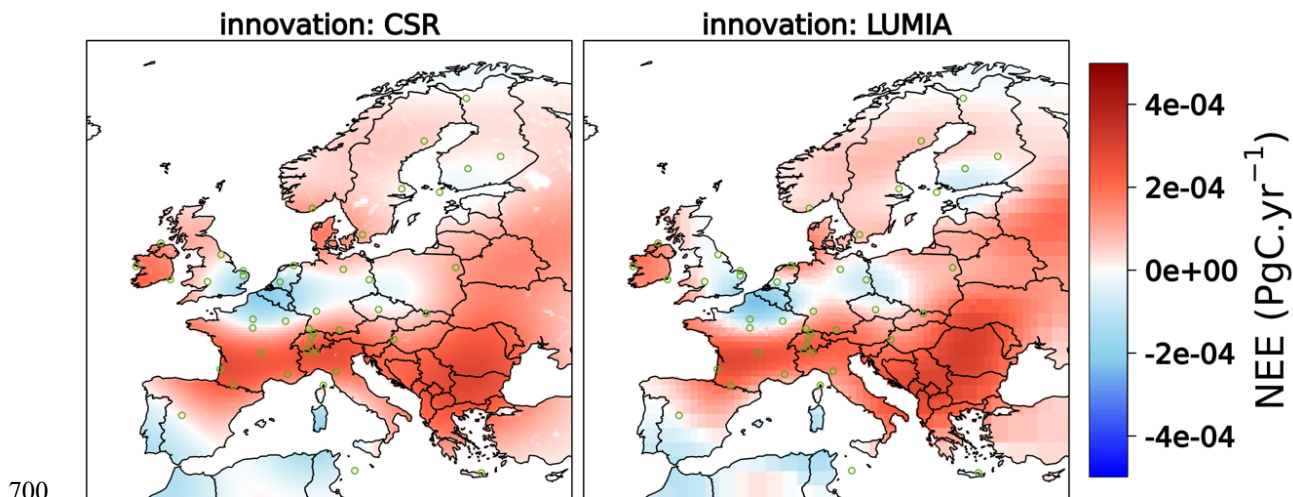 innovation: CSR
innovation: LUMIA
4e-04
2e-04
0e+00
-2e-04
-4e-04
NEE (PgC.yr⁻¹)
700